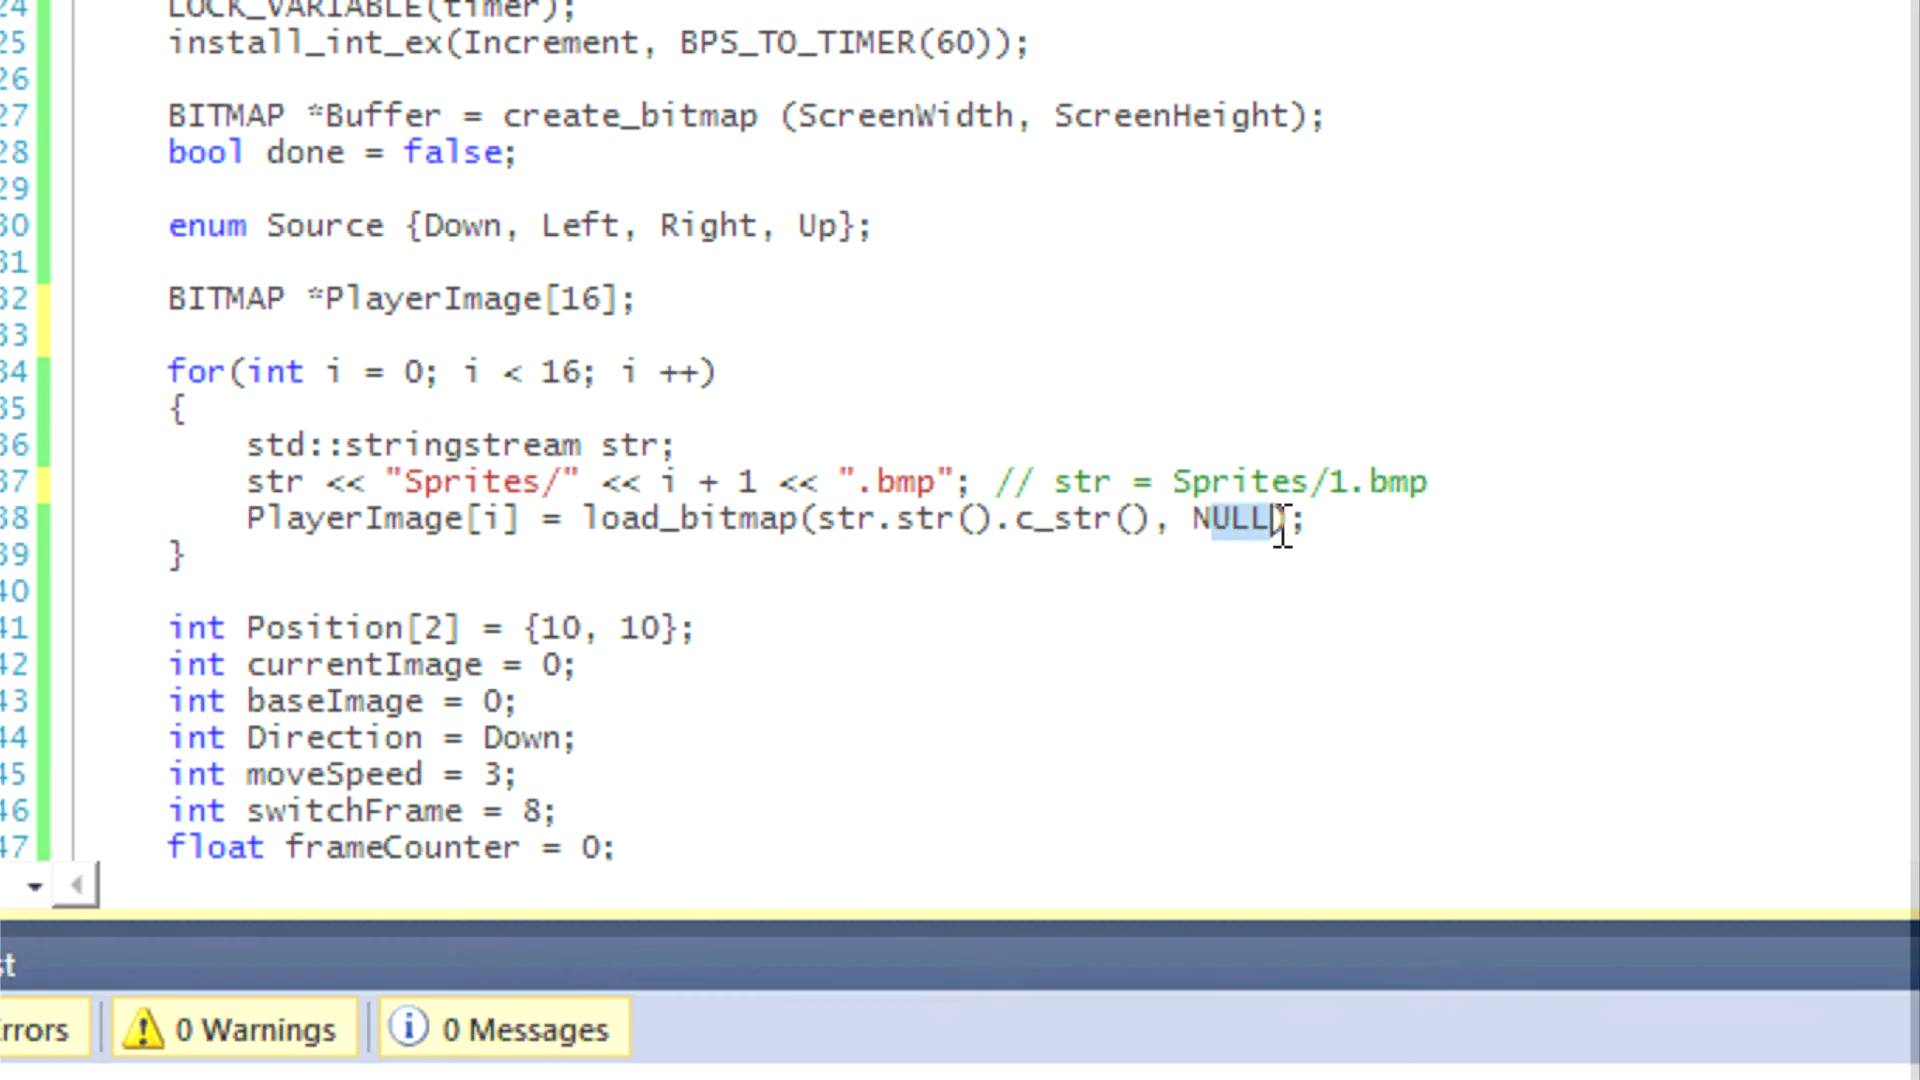 24 LOCK_VARIABLE(timer);
25 install_int_ex(Increment, BPS_TO_TIMER(60));
26
27 BITMAP *Buffer = create_bitmap (ScreenWidth, ScreenHeight);
28 bool done = false;
29
30 enum Source {Down, Left, Right, Up};
31
32 BITMAP *PlayerImage[16];
33
34 for(int i = 0; i < 16; i ++)
35 {
36 std::stringstream str;
37 str << "Sprites/" << i + 1 << ".bmp"; // str = Sprites/1.bmp
38 PlayerImage[i] = load_bitmap(str.str().c_str(), NULL);
39 }
40
41 int Position[2] = {10, 10};
42 int currentImage = 0;
43 int baseImage = 0;
44 int Direction = Down;
45 int moveSpeed = 3;
46 int switchFrame = 8;
47 float frameCounter = 0;
st
Errors 0 Warnings 0 Messages